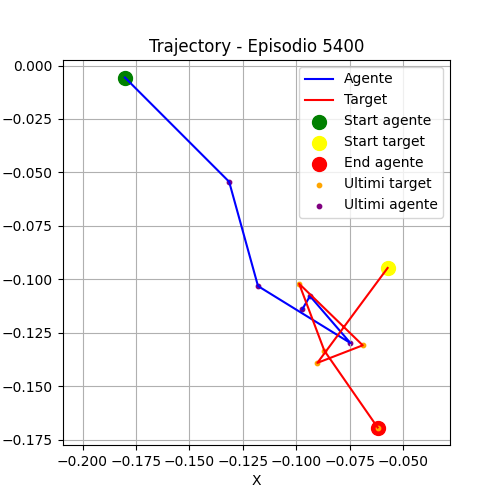 Trajectory - Episodio 5400
Agente
Target
Start agente
Start target
End agente
Ultimi target
Ultimi agente
0.000
−0.025
−0.050
−0.075
−0.100
−0.125
−0.150
−0.175
−0.200 −0.175 −0.150 −0.125 −0.100 −0.075 −0.050
X